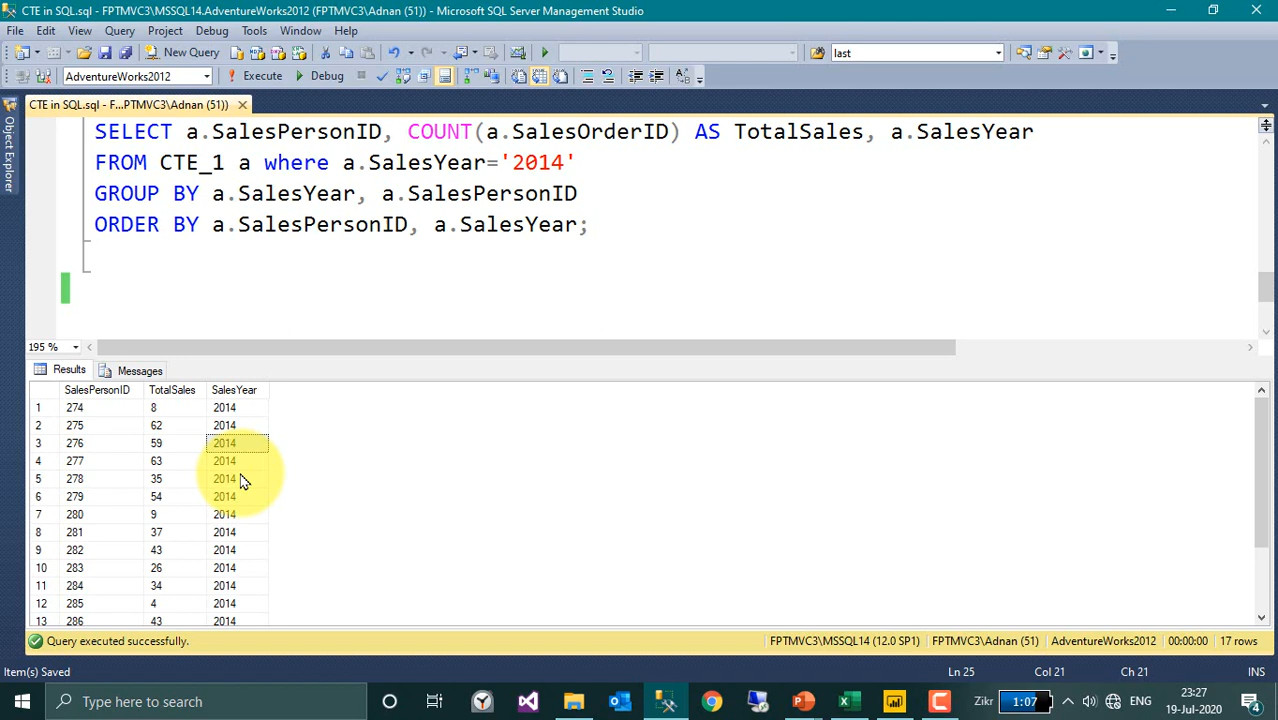 CTE in SQL.sql - FPTMVC3\MSSQL14.AdventureWorks2012 (FPTMVC3\Adnan (51)) - Microsoft SQL Server Management Studio
File Edit View Query Project Debug Tools Window Help
New Query last
AdventureWorks2012 Execute Debug
CTE in SQL.sql - F...PTMVC3\Adnan (51))
Object Explorer
SELECT a.SalesPersonID, COUNT(a.SalesOrderID) AS TotalSales, a.SalesYear
FROM CTE_1 a where a.SalesYear='2014'
GROUP BY a.SalesYear, a.SalesPersonID
ORDER BY a.SalesPersonID, a.SalesYear;
195 %
Results Messages
SalesPersonID TotalSales SalesYear
1 274 8 2014
2 275 62 2014
3 276 59 2014
4 277 63 2014
5 278 35 2014
6 279 54 2014
7 280 9 2014
8 281 37 2014
9 282 43 2014
10 283 26 2014
11 284 34 2014
12 285 4 2014
13 286 43 2014
Query executed successfully. FPTMVC3\MSSQL14 (12.0 SP1) FPTMVC3\Adnan (51) AdventureWorks2012 00:00:00 17 rows
Item(s) Saved Ln 25 Col 21 Ch 21 INS
Type here to search Zikr 1:07 ENG 23:27
19-Jul-2020 4